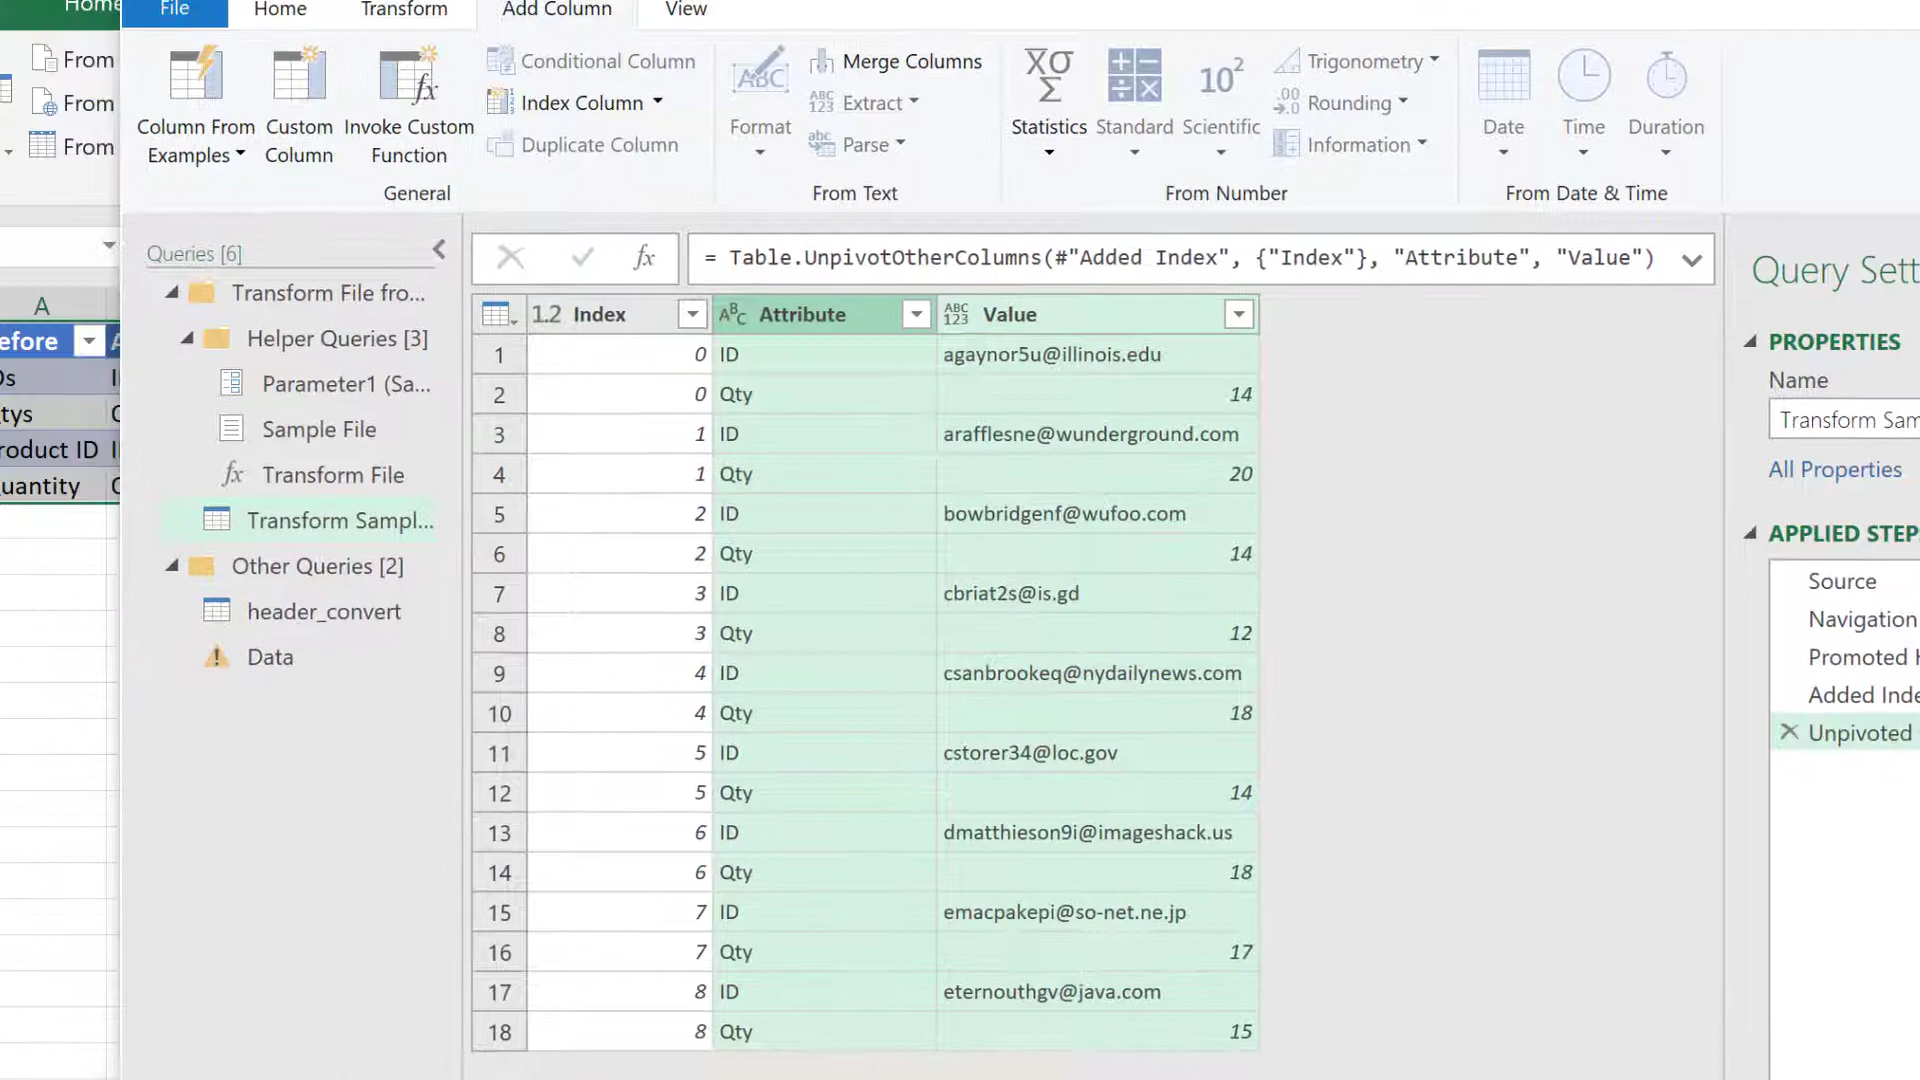 Home
File Home Transform Add Column View
From
From
From
Column From Examples
Custom Column
Invoke Custom Function
Conditional Column
Index Column
Duplicate Column
General
Format
Merge Columns
Extract
Parse
From Text
Statistics
Standard
Scientific
Trigonometry
Rounding
Information
From Number
Date
Time
Duration
From Date & Time
Queries [6]
Transform File fro...
Helper Queries [3]
Parameter1 (Sa...
Sample File
Transform File
Transform Sampl...
Other Queries [2]
header_convert
Data
A
efore
Ds
tys
roduct ID
uantity
= Table.UnpivotOtherColumns(#"Added Index", {"Index"}, "Attribute", "Value")
1.2 Index ABC Attribute ABC 123 Value
1 0 ID agaynor5u@illinois.edu
2 0 Qty 14
3 1 ID arafflesne@wunderground.com
4 1 Qty 20
5 2 ID bowbridgenf@wufoo.com
6 2 Qty 14
7 3 ID cbriat2s@is.gd
8 3 Qty 12
9 4 ID csanbrookeq@nydailynews.com
10 4 Qty 18
11 5 ID cstorer34@loc.gov
12 5 Qty 14
13 6 ID dmatthieson9i@imageshack.us
14 6 Qty 18
15 7 ID emacpakepi@so-net.ne.jp
16 7 Qty 17
17 8 ID eternouthgv@java.com
18 8 Qty 15
Query Sett
PROPERTIES
Name
Transform Sam
All Properties
APPLIED STEPS
Source
Navigation
Promoted H
Added Inde
Unpivoted